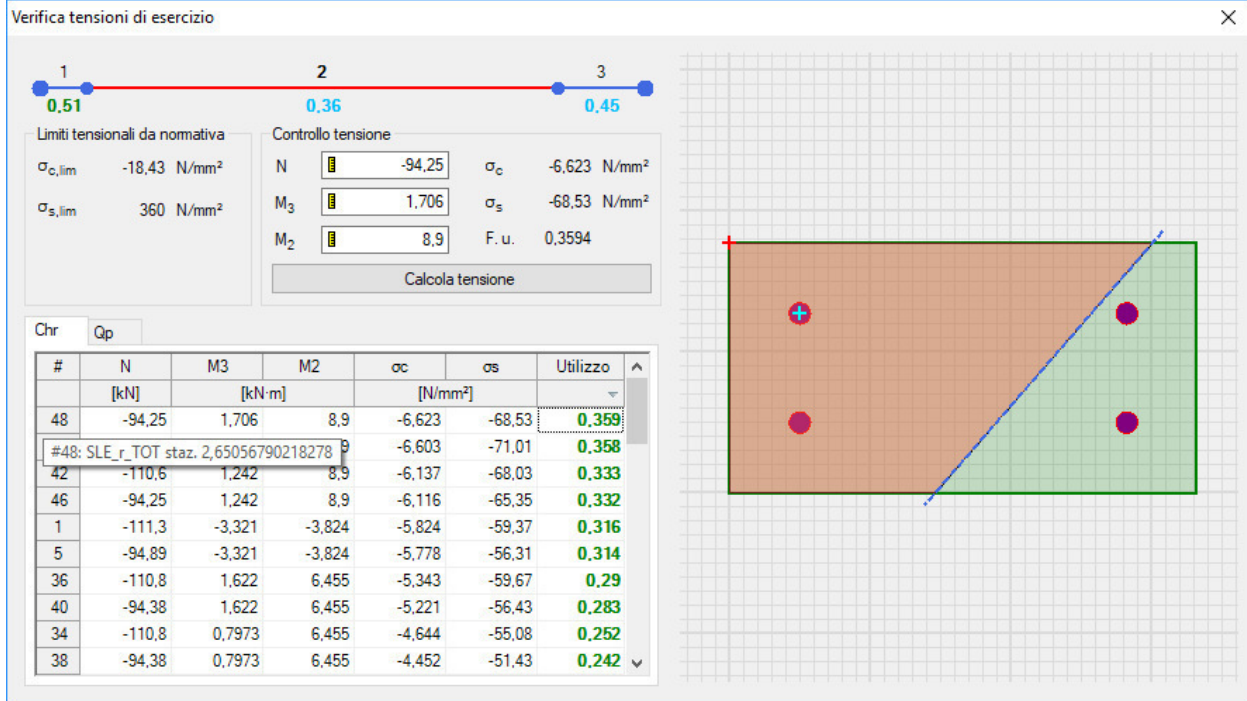 Verifica tensioni di esercizio
1 2 3
0,51 0,36 0,45
Limiti tensionali da normativa
σc,lim -18,43 N/mm²
σs,lim 360 N/mm²
Controllo tensione
N -94,25 σc -6,623 N/mm²
M3 1,706 σs -68,53 N/mm²
M2 8,9 F. u. 0,3594
Calcola tensione
Chr Qp
# N M3 M2 σc σs Utilizzo
[kN] [kN·m] [N/mm²]
48 -94,25 1,706 8,9 -6,623 -68,53 0,359
#48: SLE_r_TOT staz. 2,65056790218278 9 -6,603 -71,01 0,358
42 -110,6 1,242 8,9 -6,137 -68,03 0,333
46 -94,25 1,242 8,9 -6,116 -65,35 0,332
1 -111,3 -3,321 -3,824 -5,824 -59,37 0,316
5 -94,89 -3,321 -3,824 -5,778 -56,31 0,314
36 -110,8 1,622 6,455 -5,343 -59,67 0,29
40 -94,38 1,622 6,455 -5,221 -56,43 0,283
34 -110,8 0,7973 6,455 -4,644 -55,08 0,252
38 -94,38 0,7973 6,455 -4,452 -51,43 0,242